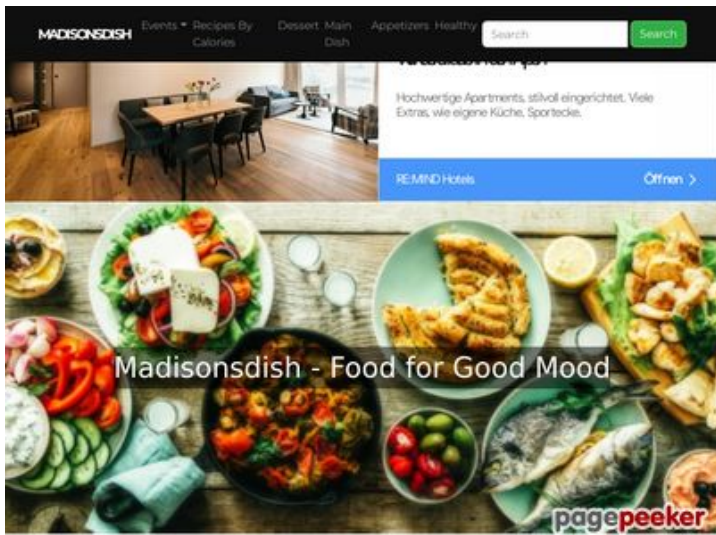 MADISONSDISH
Events
Recipes By
Calories
Dessert
Main
Dish
Appetizers
Healthy
Search
Search
Hochwertige Apartments, stilvoll eingerichtet. Viele
Extras, wie eigene Küche, Sportecke.
RE:MIND Hotels
Öffnen
Madisonsdish - Food for Good Mood
pagepeeker